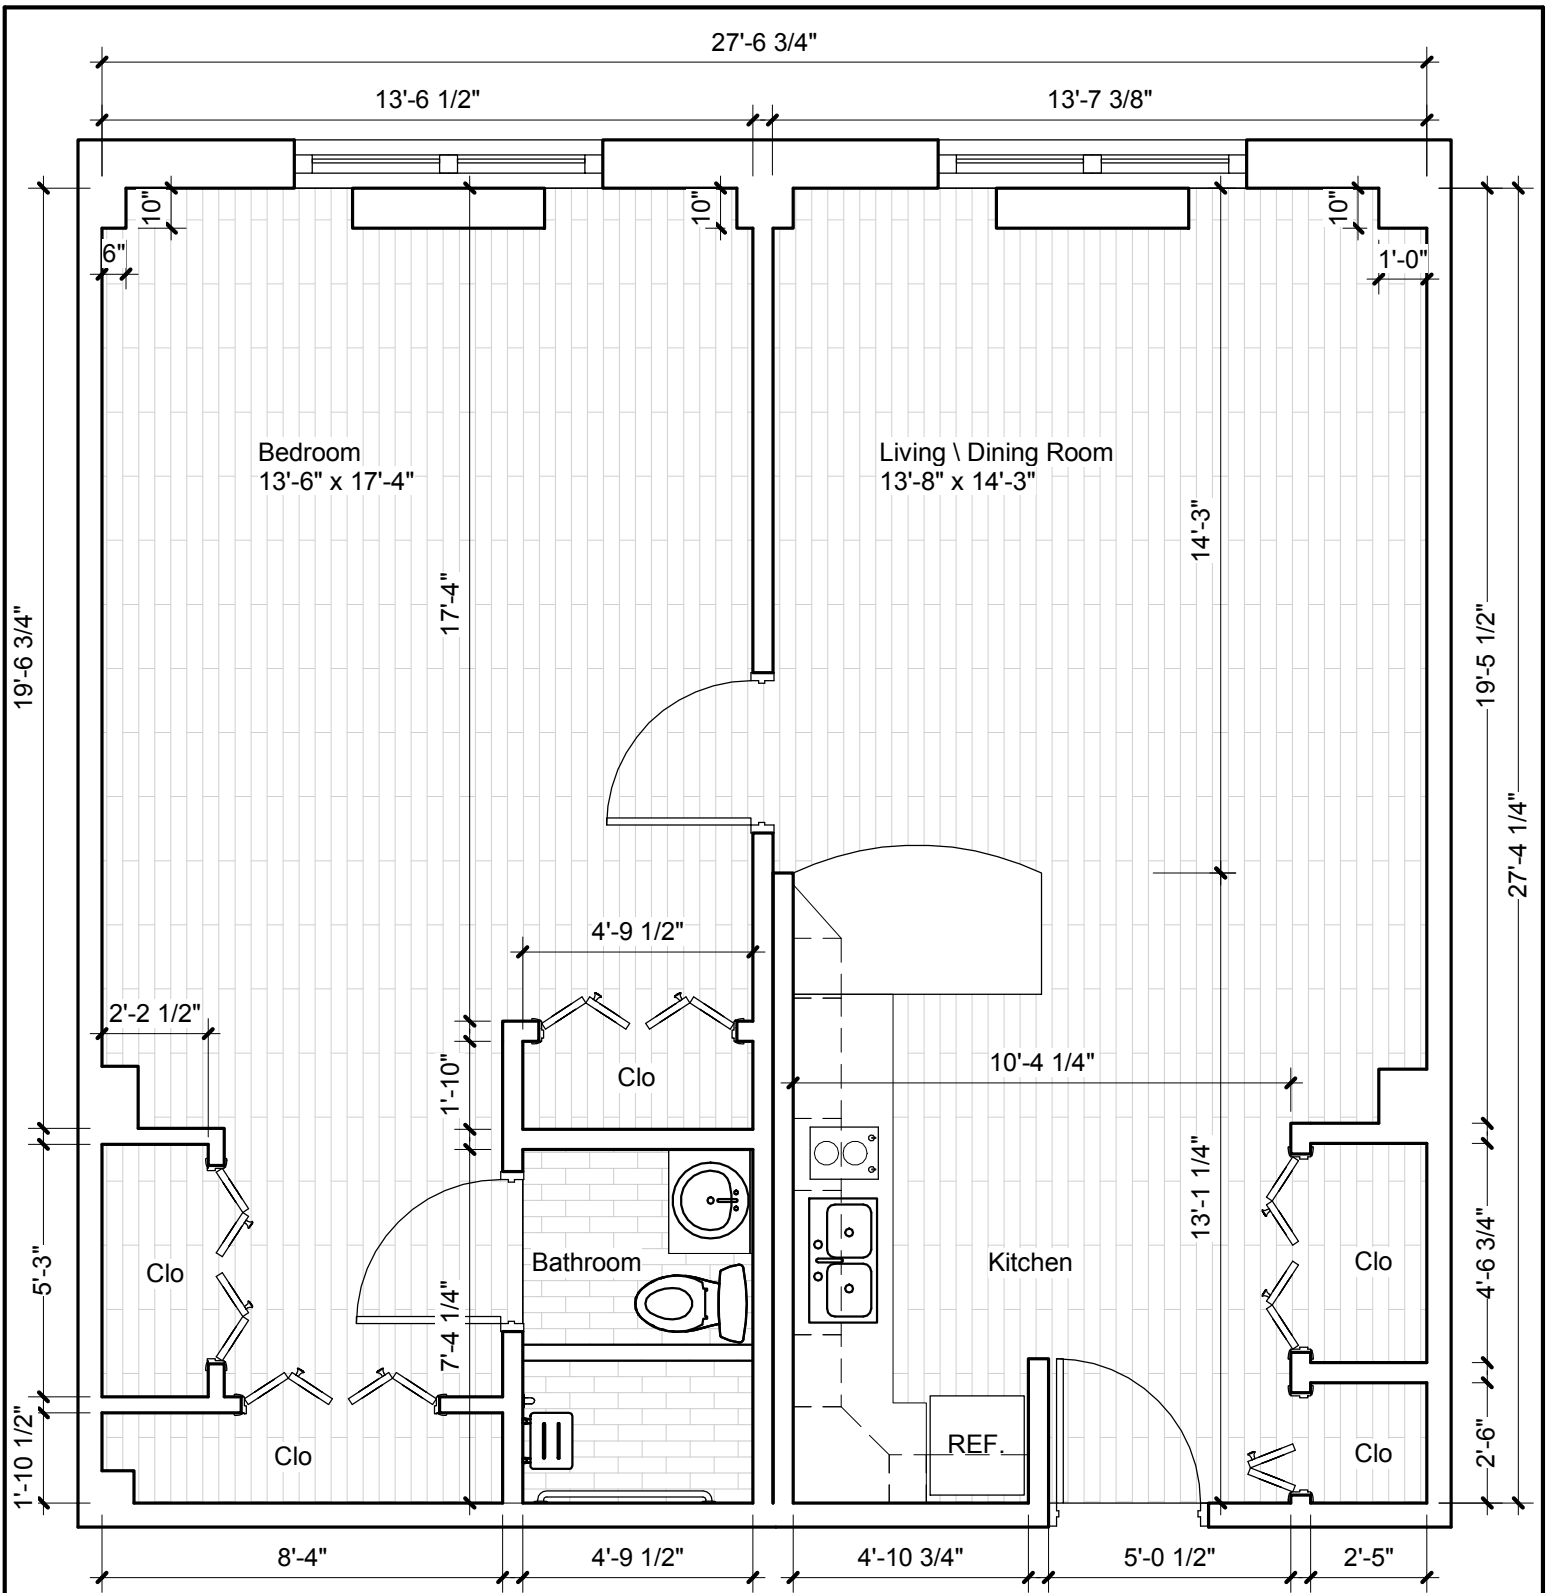 27'-6 3/4"
13'-6 1/2"
13'-7 3/8"
10"
10"
10"
6"
1'-0"
Bedroom
13'-6" x 17'-4"
Living \ Dining Room
13'-8" x 14'-3"
14'-3"
17'-4"
19'-6 3/4"
19'-5 1/2"
27'-4 1/4"
4'-9 1/2"
2'-2 1/2"
10'-4 1/4"
1'-10"
Clo
13'-1 1/4"
Bathroom
Kitchen
Clo
Clo
5'-3"
4'-6 3/4"
7'-4 1/4"
REF.
Clo
Clo
1'-10 1/2"
2'-6"
8'-4"
4'-9 1/2"
4'-10 3/4"
5'-0 1/2"
2'-5"